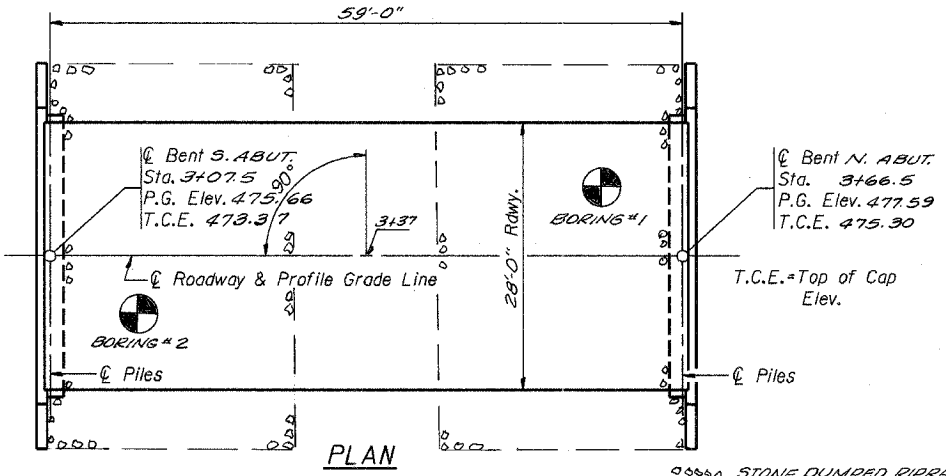 59'-0"
℄ Bent S. ABUT.
Sta. 3+07.5
P.G. Elev. 475.66
T.C.E. 473.37
90°
3+37
BORING #1
28'-0" Rdwy.
℄ Bent N. ABUT.
Sta. 3+66.5
P.G. Elev. 477.59
T.C.E. 475.30
℄ Roadway & Profile Grade Line
T.C.E.=Top of Cap
Elev.
BORING #2
℄ Piles
℄ Piles
PLAN
STONE DUMPED RIPRA